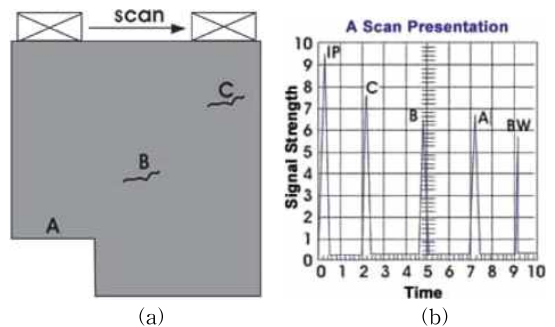 scan
C
B
A
(a)
A Scan Presentation
Signal Strength
10
9
8
7
6
5
4
3
2
1
0
IP
C
B
A
BW
0 1 2 3 4 5 6 7 8 9 10
Time
(b)